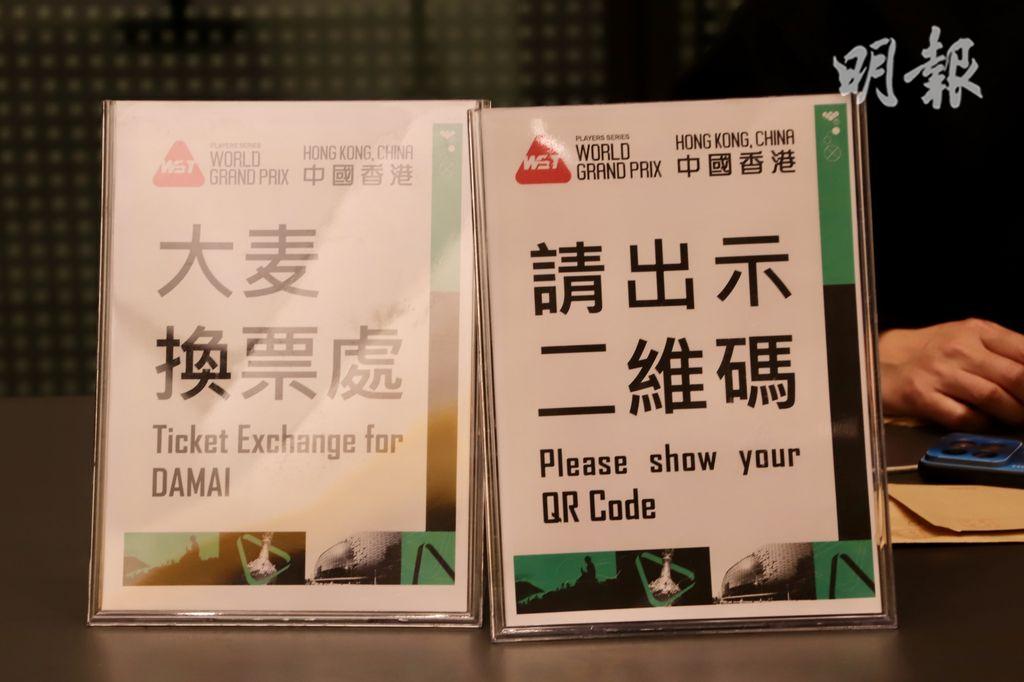 明報
WST
PLAYERS SERIES
WORLD
GRAND PRIX
HONG KONG, CHINA
中國香港
大麦
換票處
Ticket Exchange for
DAMAI
WST
PLAYERS SERIES
WORLD
GRAND PRIX
HONG KONG, CHINA
中國香港
請出示
二維碼
Please show your
QR Code